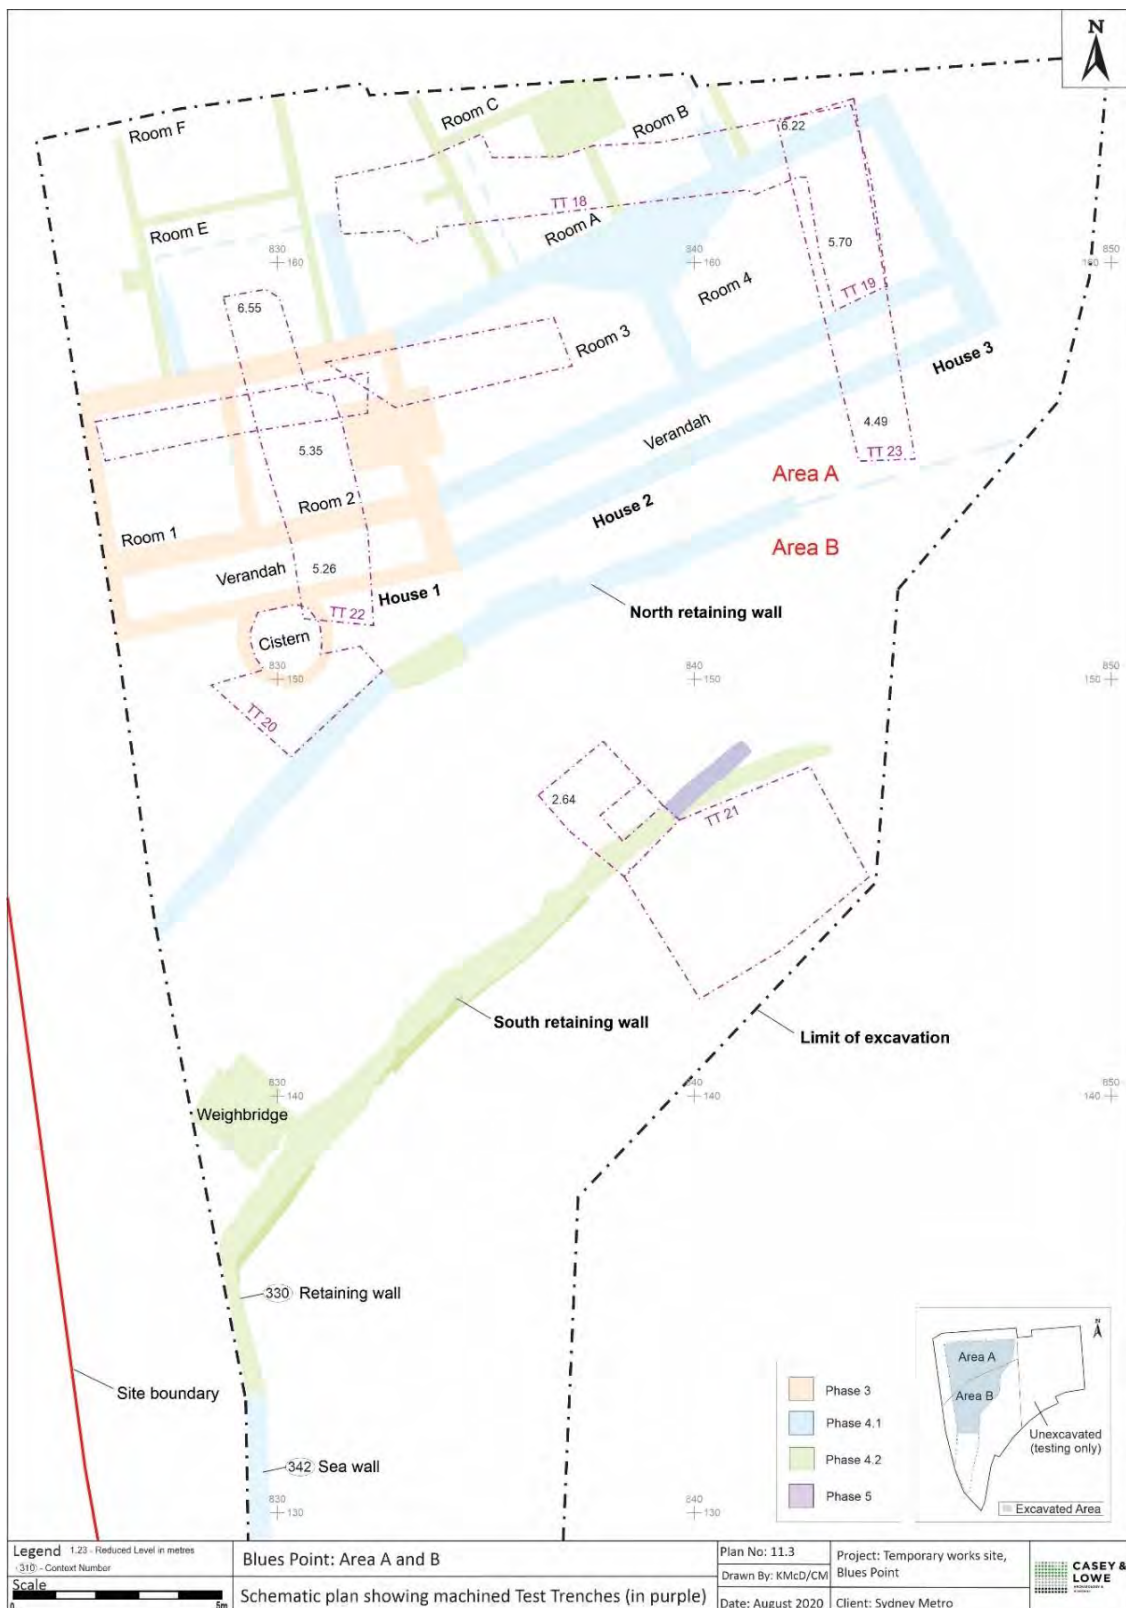 N
Room F
Room C
Room B
6.22
TT 18
Room E
Room A
830
160
840
160
850
160
5.70
Room 4
TT 19
6.55
Room 3
House 3
Verandah
4.49
TT 23
5.35
Area A
Room 2
House 2
Room 1
Area B
5.26
Verandah
House 1
TT 22
North retaining wall
Cistern
830
150
840
150
850
150
TT 20
2.64
TT 21
South retaining wall
Limit of excavation
830
140
840
140
850
140
Weighbridge
330 Retaining wall
Site boundary
342 Sea wall
830
130
840
130
Phase 3
Phase 4.1
Phase 4.2
Phase 5
N
Area A
Area B
Unexcavated
(testing only)
Excavated Area
Legend 1.23 - Reduced Level in metres
310 - Context Number
Scale
0 5m
Blues Point: Area A and B
Schematic plan showing machined Test Trenches (in purple)
Plan No: 11.3
Drawn By: KMcD/CM
Date: August 2020
Project: Temporary works site,
Blues Point
Client: Sydney Metro
CASEY &
LOWE